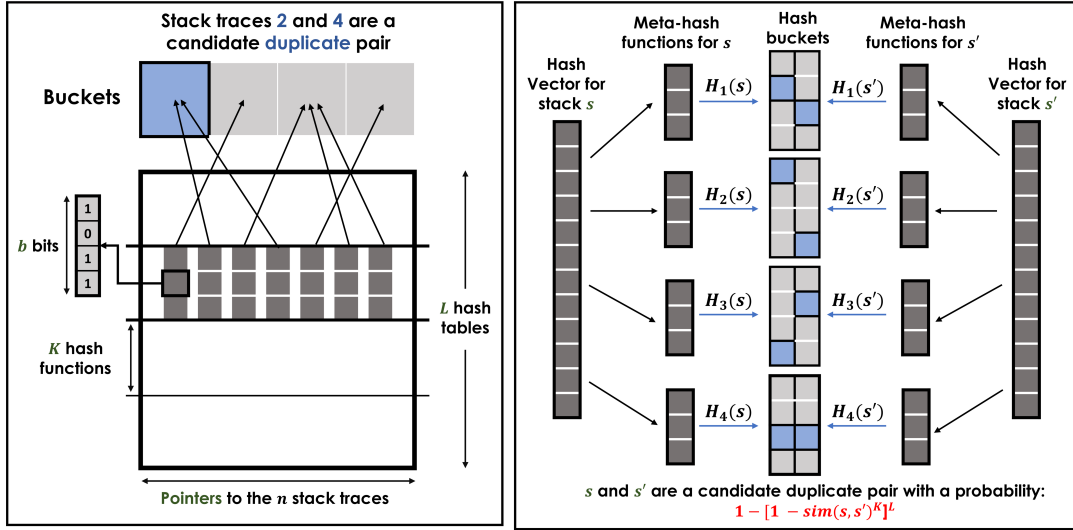 Stack traces 2 and 4 are a
candidate duplicate pair
Buckets
b bits
1
0
1
1
K hash
functions
L hash
tables
Pointers to the n stack traces
Hash
Vector for
stack s
Meta-hash
functions for s
Hash
buckets
Meta-hash
functions for s′
Hash
Vector for
stack s′
H₁(s)
H₁(s′)
H₂(s)
H₂(s′)
H₃(s)
H₃(s′)
H₄(s)
H₄(s′)
s and s′ are a candidate duplicate pair with a probability:
1 − [1 − sim(s, s′)ᴷ]ᴸ